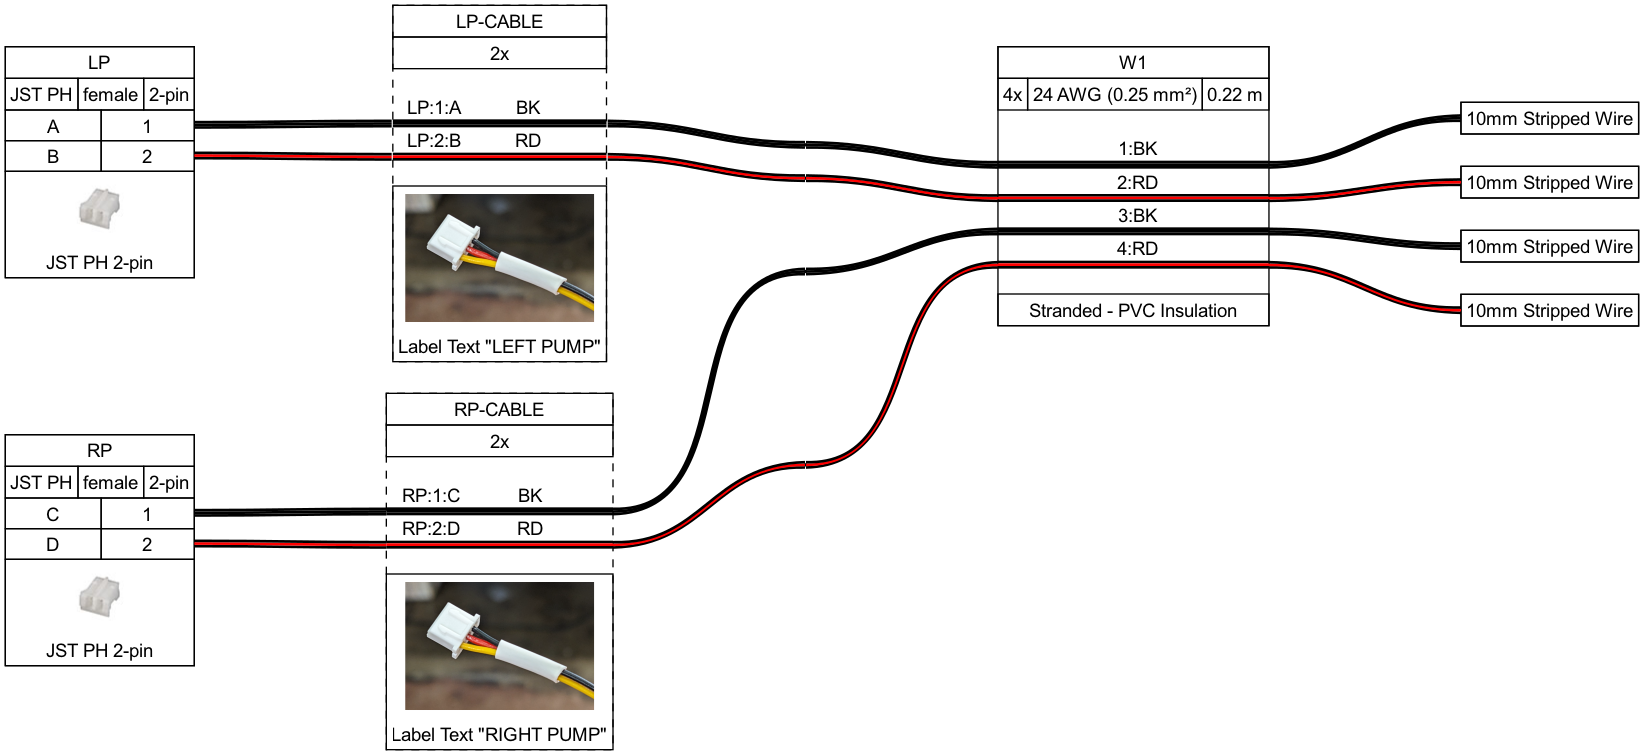 LP
JST PH female 2-pin
A 1
B 2
JST PH 2-pin
LP-CABLE
2x
LP:1:A BK
LP:2:B RD
Label Text "LEFT PUMP"
RP
JST PH female 2-pin
C 1
D 2
JST PH 2-pin
RP-CABLE
2x
RP:1:C BK
RP:2:D RD
Label Text "RIGHT PUMP"
W1
4x 24 AWG (0.25 mm²) 0.22 m
1:BK
2:RD
3:BK
4:RD
Stranded - PVC Insulation
10mm Stripped Wire
10mm Stripped Wire
10mm Stripped Wire
10mm Stripped Wire